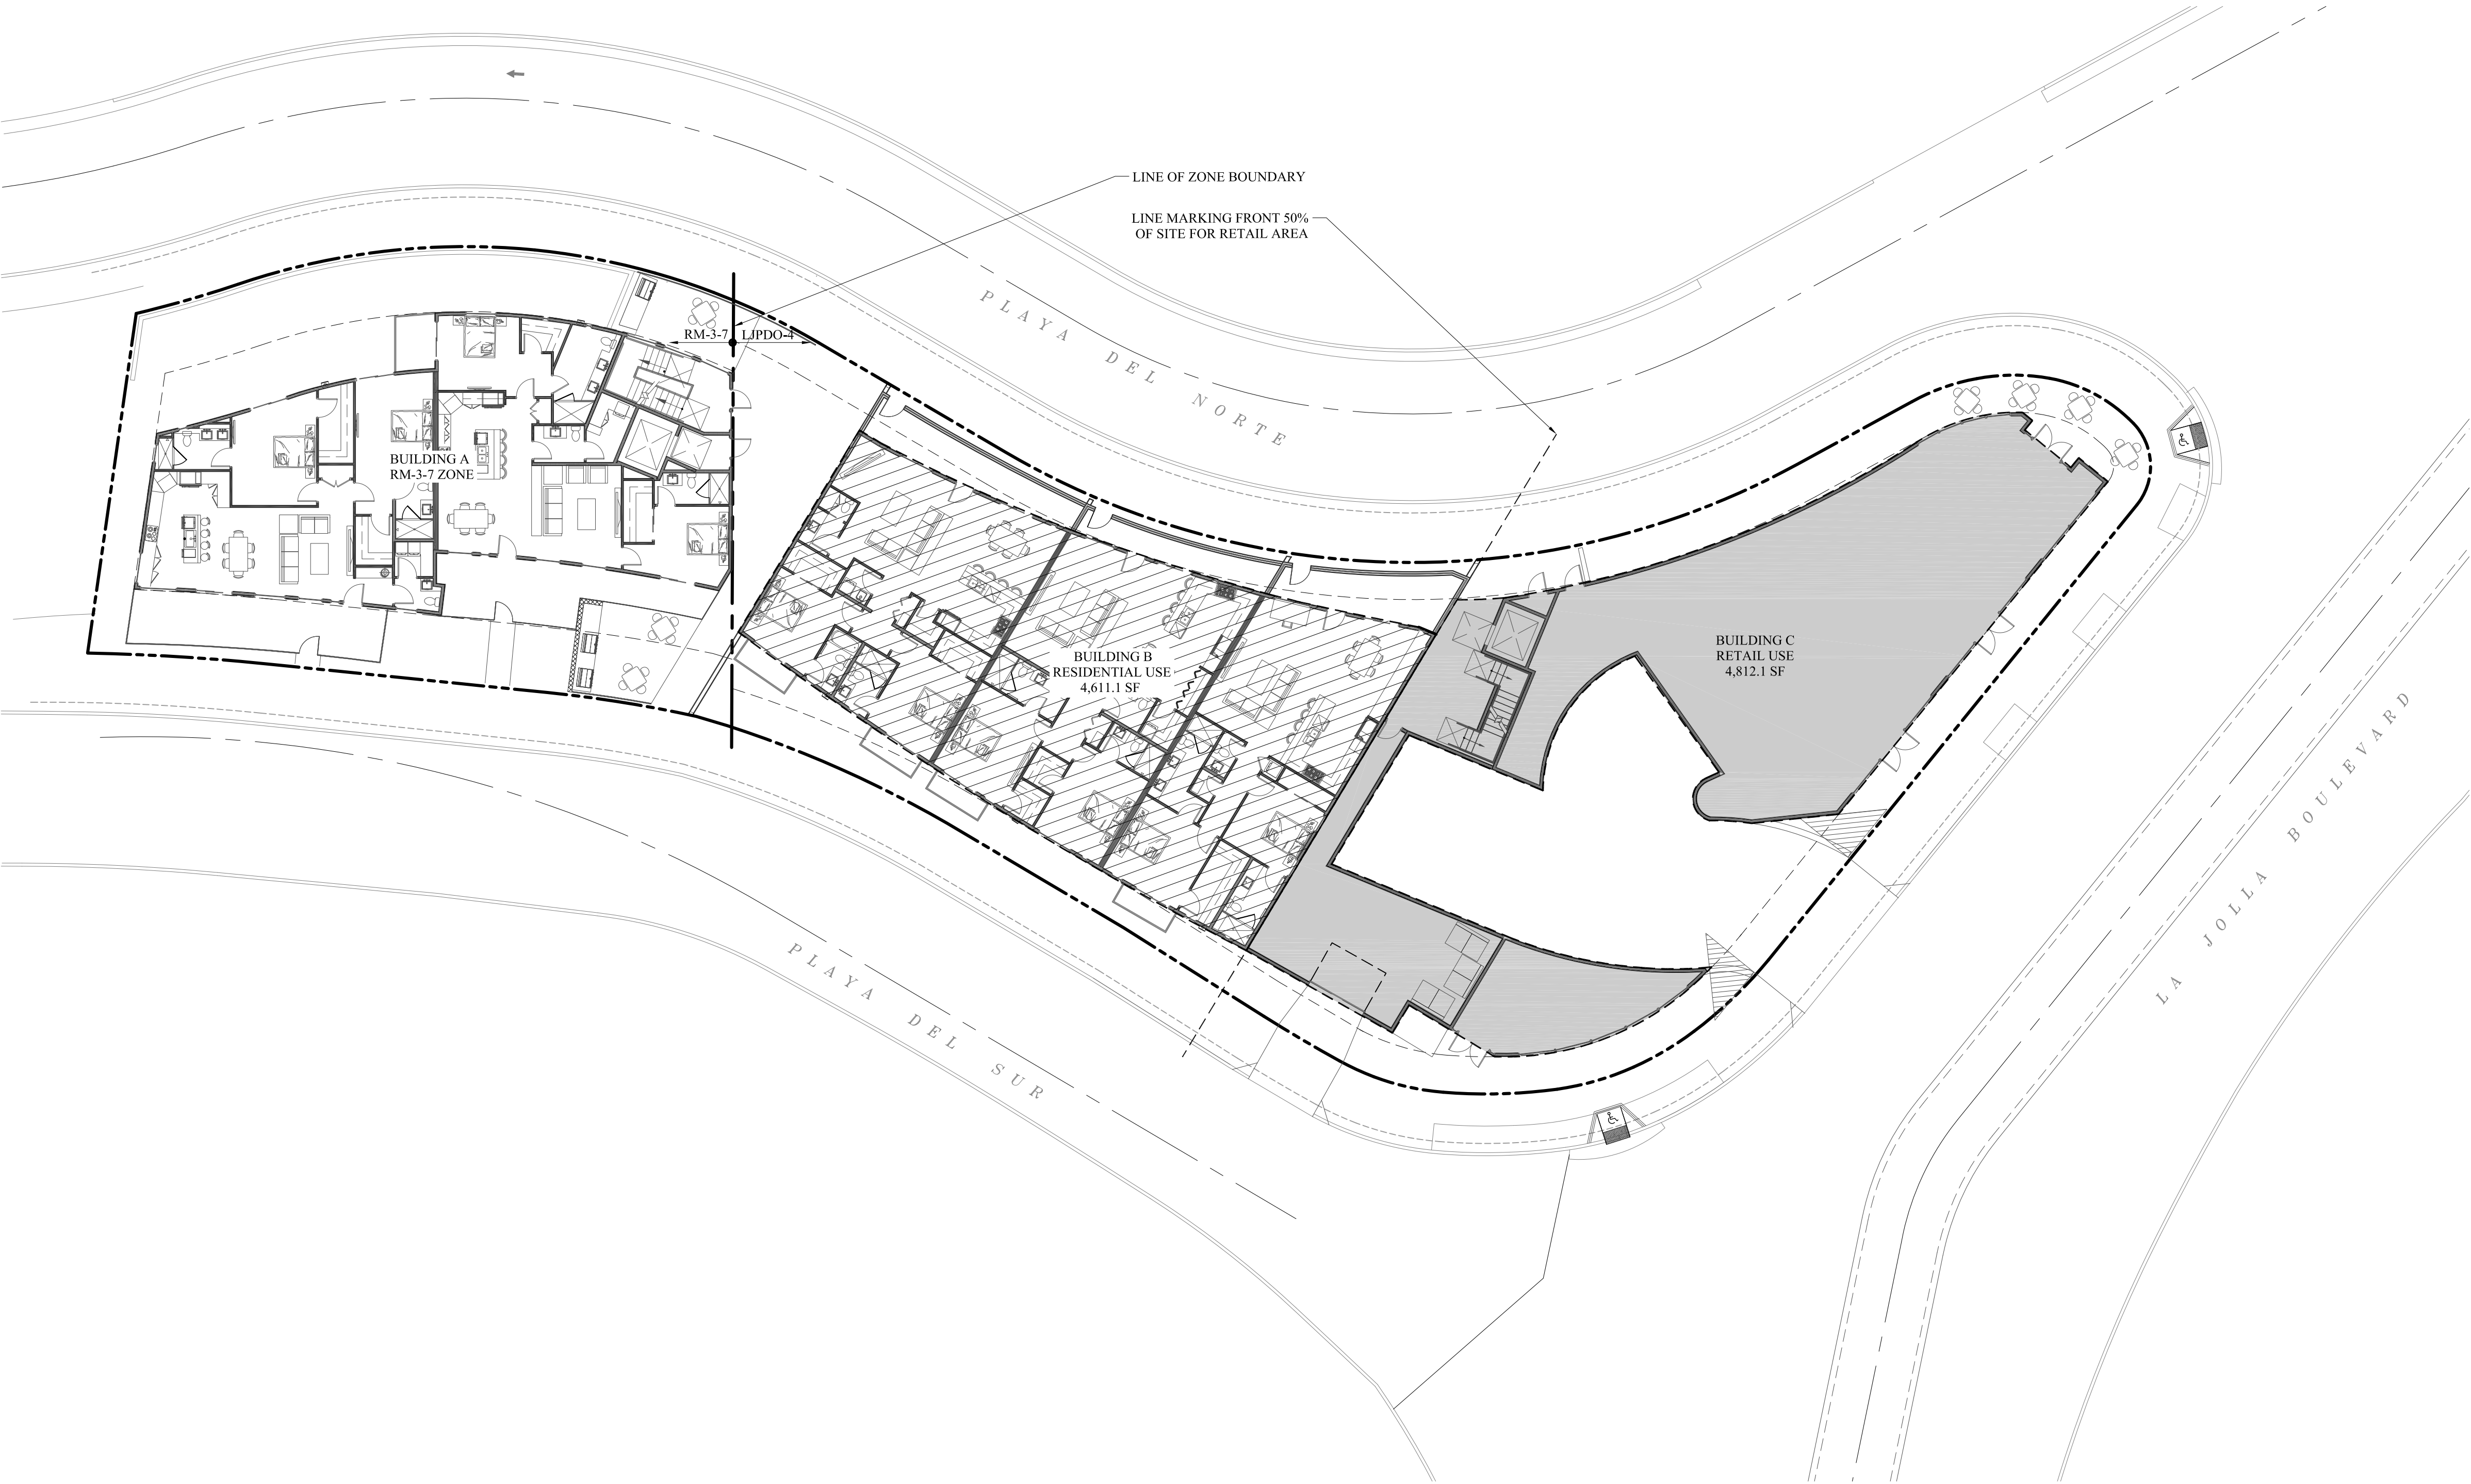 LINE OF ZONE BOUNDARY
LINE MARKING FRONT 50%
OF SITE FOR RETAIL AREA
PLAYA DEL NORTE
RM-3-7
LJPDO-4
BUILDING A
RM-3-7 ZONE
BUILDING B
RESIDENTIAL USE
4,611.1 SF
BUILDING C
RETAIL USE
4,812.1 SF
LA JOLLA BOULEVARD
PLAYA DEL SUR